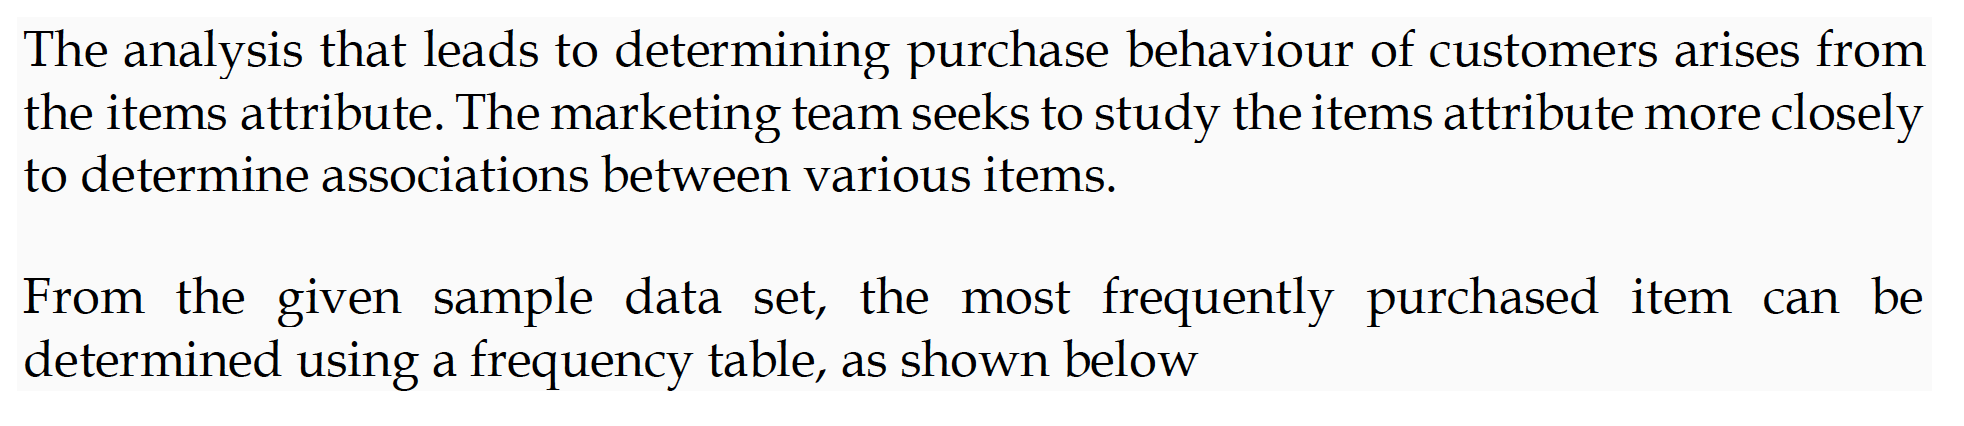 The analysis that leads to determining purchase behaviour of customers arises from
the items attribute. The marketing team seeks to study the items attribute more closely
to determine associations between various items.
From the given sample data set, the most frequently purchased item can be
determined using a frequency table, as shown below